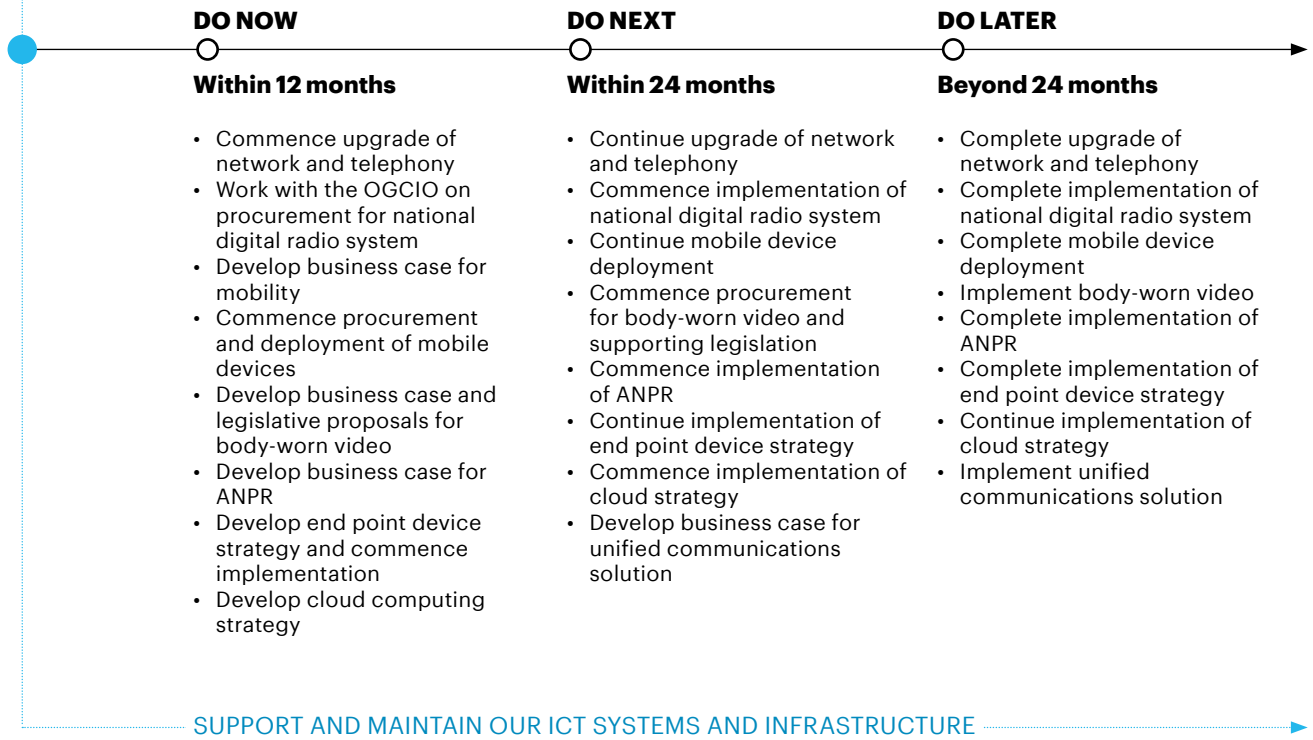 DO NOW
Within 12 months
• Commence upgrade of
network and telephony
• Work with the OGCIO on
procurement for national
digital radio system
• Develop business case for
mobility
• Commence procurement
and deployment of mobile
devices
• Develop business case and
legislative proposals for
body-worn video
• Develop business case for
ANPR
• Develop end point device
strategy and commence
implementation
• Develop cloud computing
strategy
DO NEXT
Within 24 months
• Continue upgrade of network
and telephony
• Commence implementation of
national digital radio system
• Continue mobile device
deployment
• Commence procurement
for body-worn video and
supporting legislation
• Commence implementation
of ANPR
• Continue implementation of
end point device strategy
• Commence implementation of
cloud strategy
• Develop business case for
unified communications
solution
DO LATER
Beyond 24 months
• Complete upgrade of
network and telephony
• Complete implementation of
national digital radio system
• Complete mobile device
deployment
• Implement body-worn video
• Complete implementation of
ANPR
• Complete implementation of
end point device strategy
• Continue implementation of
cloud strategy
• Implement unified
communications solution
SUPPORT AND MAINTAIN OUR ICT SYSTEMS AND INFRASTRUCTURE